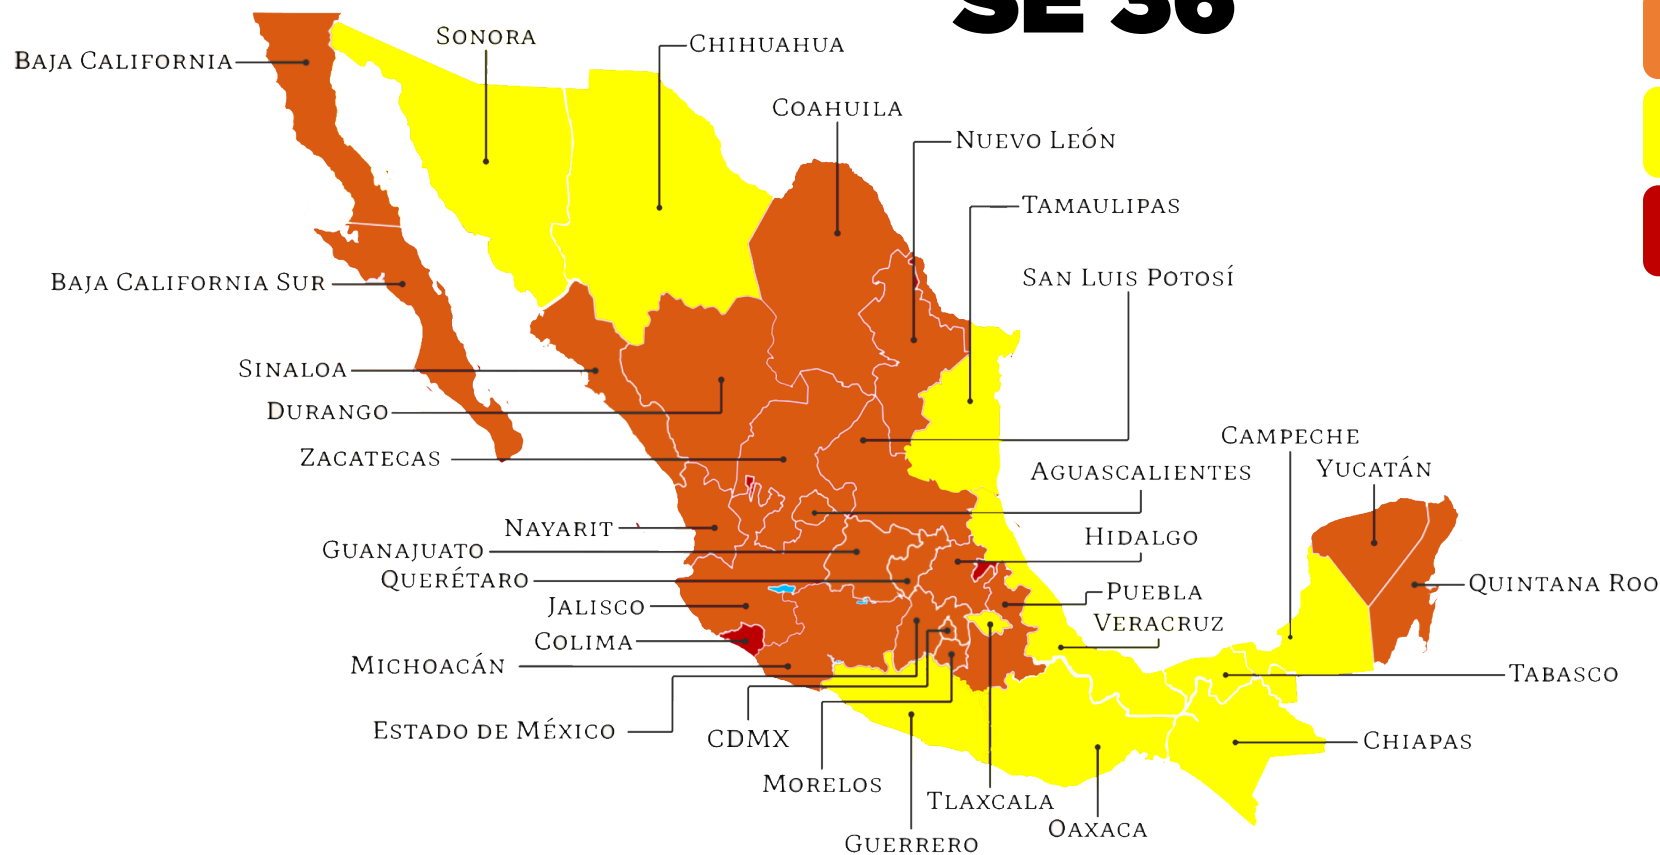 SE 36
SONORA
CHIHUAHUA
BAJA CALIFORNIA
COAHUILA
NUEVO LEÓN
TAMAULIPAS
SAN LUIS POTOSÍ
BAJA CALIFORNIA SUR
SINALOA
DURANGO
CAMPECHE
ZACATECAS
YUCATÁN
AGUASCALIENTES
NAYARIT
HIDALGO
GUANAJUATO
QUERÉTARO
QUINTANA ROO
PUEBLA
JALISCO
VERACRUZ
COLIMA
MICHOACÁN
TABASCO
ESTADO DE MÉXICO
CDMX
CHIAPAS
MORELOS
TLAXCALA
OAXACA
GUERRERO